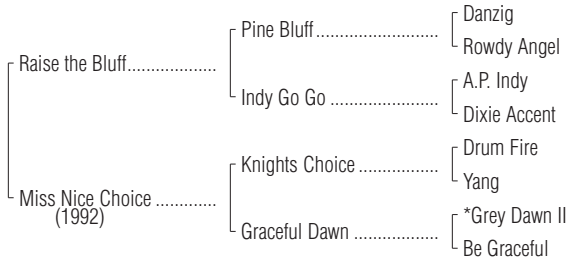 Danzig
Pine Bluff..........................
Rowdy Angel
Raise the Bluff...................
A.P. Indy
Indy Go Go .......................
Dixie Accent
Drum Fire
Knights Choice .................
Yang
Miss Nice Choice .............
(1992)
*Grey Dawn II
Graceful Dawn ..................
Be Graceful